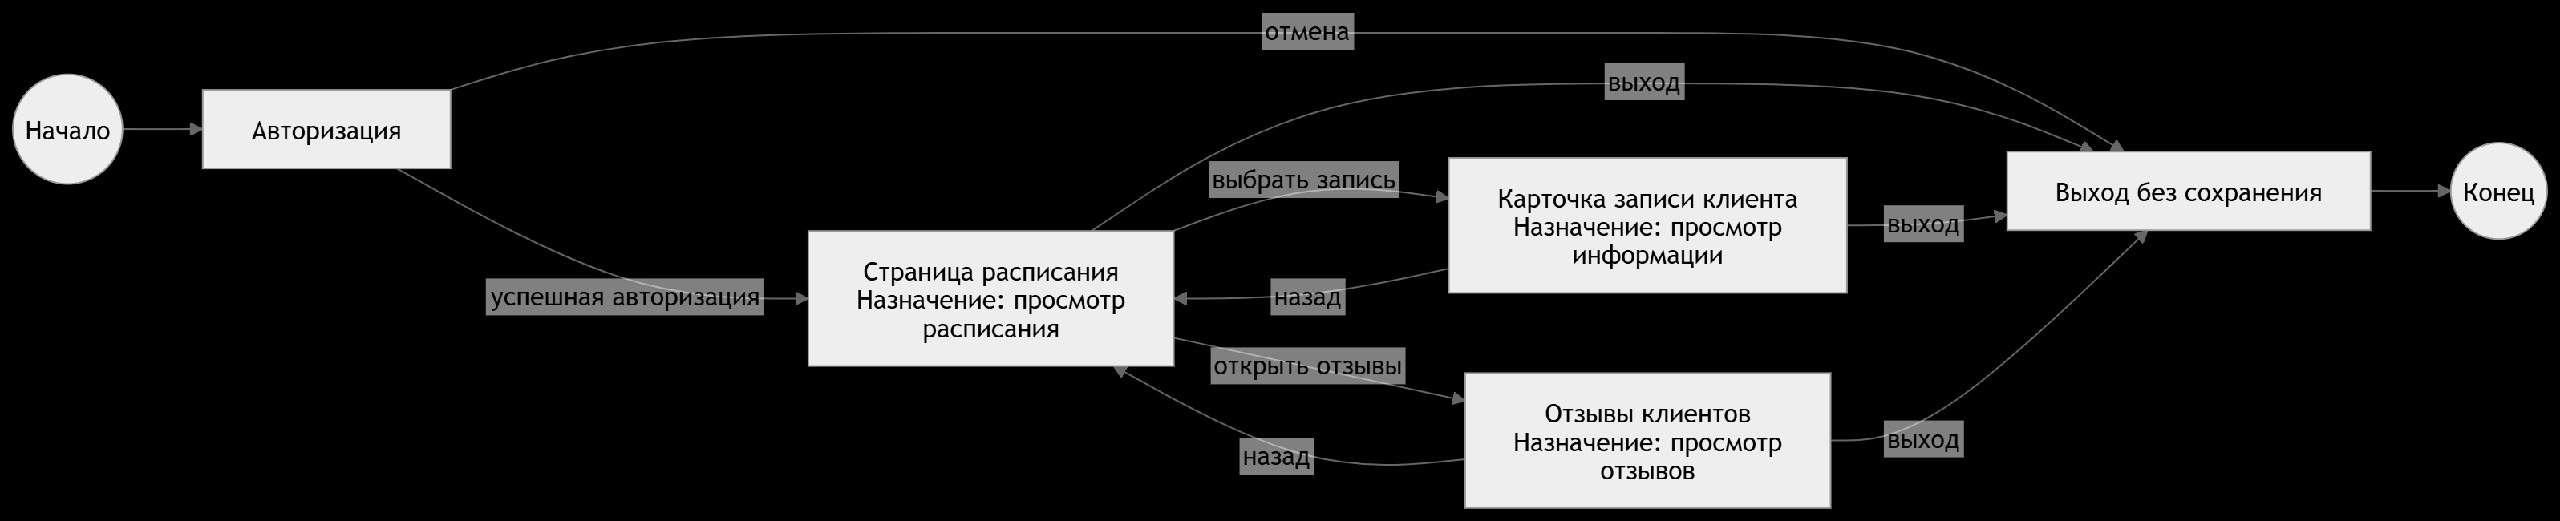 отмена
выход
Начало
Авторизация
выбрать запись
Карточка записи клиента
Назначение: просмотр
информации
выход
Выход без сохранения
Конец
успешная авторизация
Страница расписания
Назначение: просмотр
расписания
назад
открыть отзывы
Отзывы клиентов
Назначение: просмотр
отзывов
выход
назад